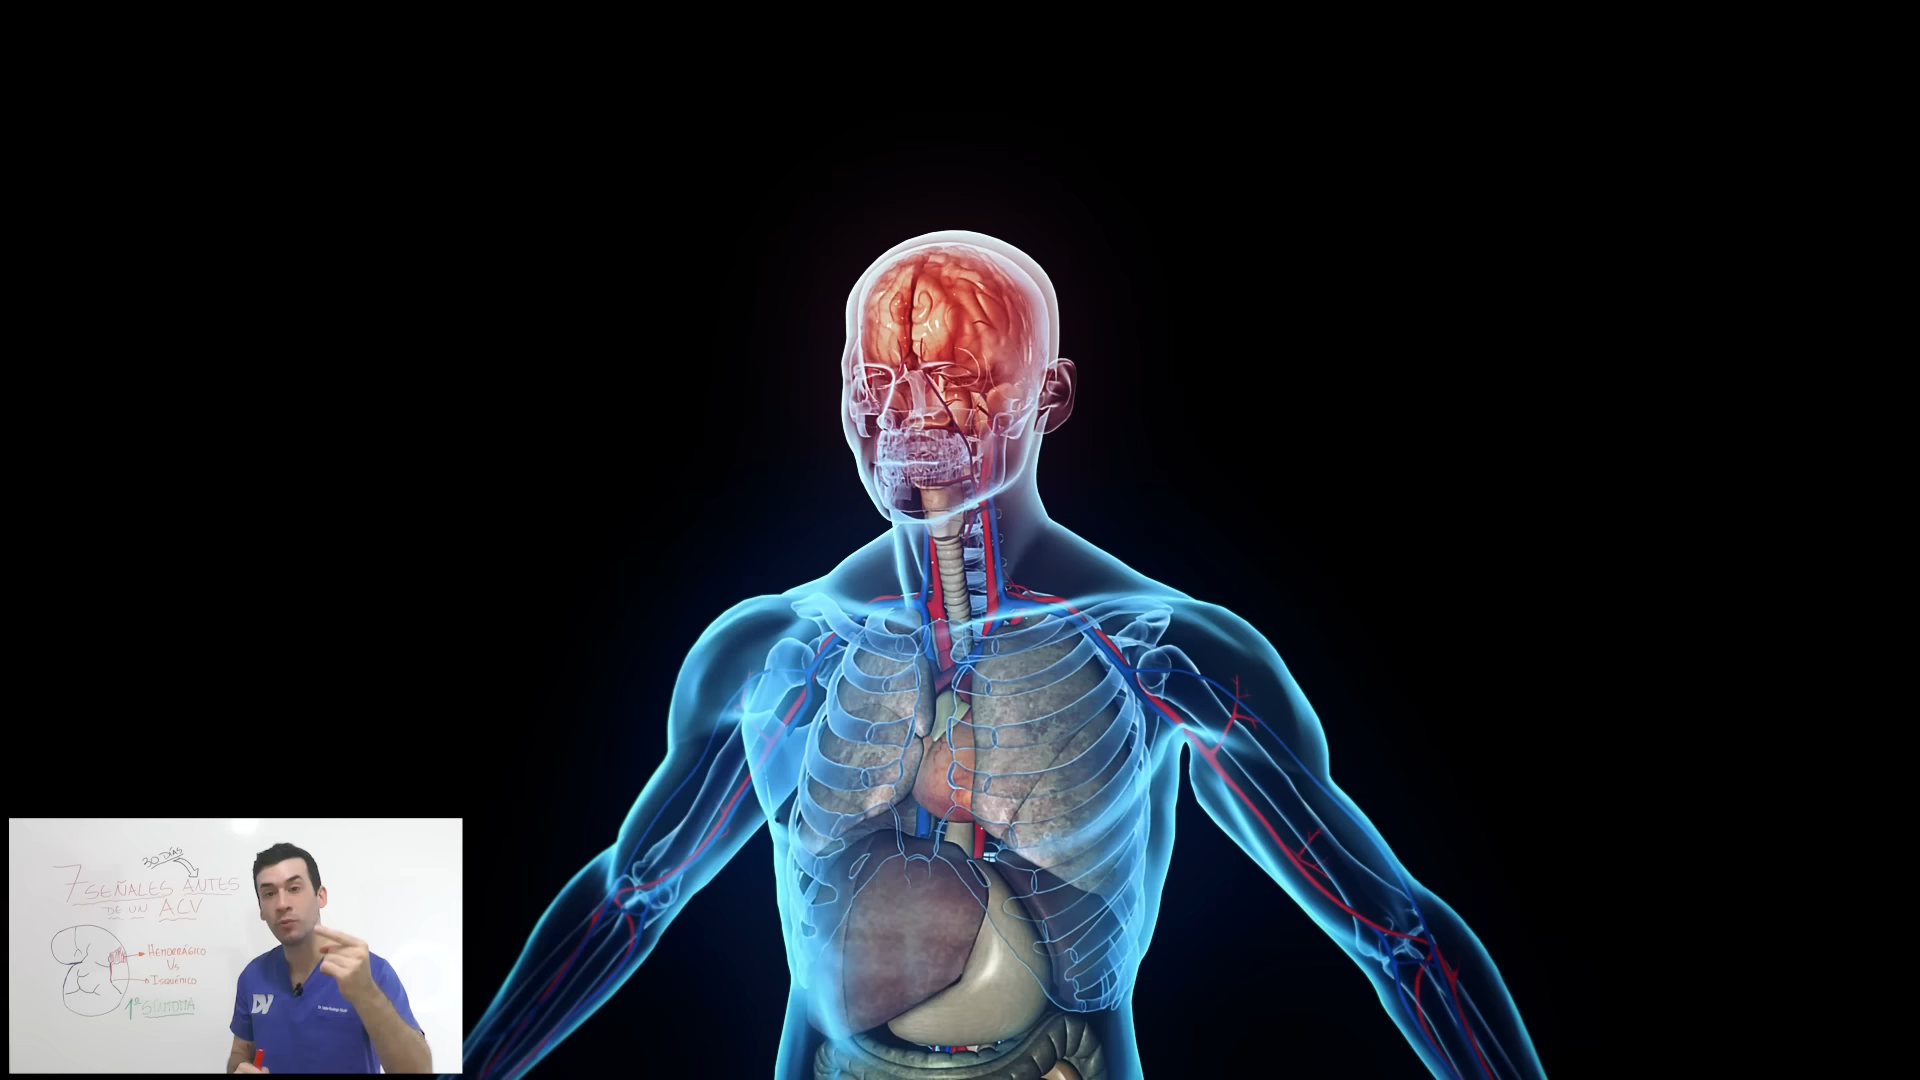 30 DÍAS
7 SEÑALES ANTES
DE UN ACV
HEMORRÁGICO
Vs
ISQUÉMICO
1º SÍNTOMA
DV